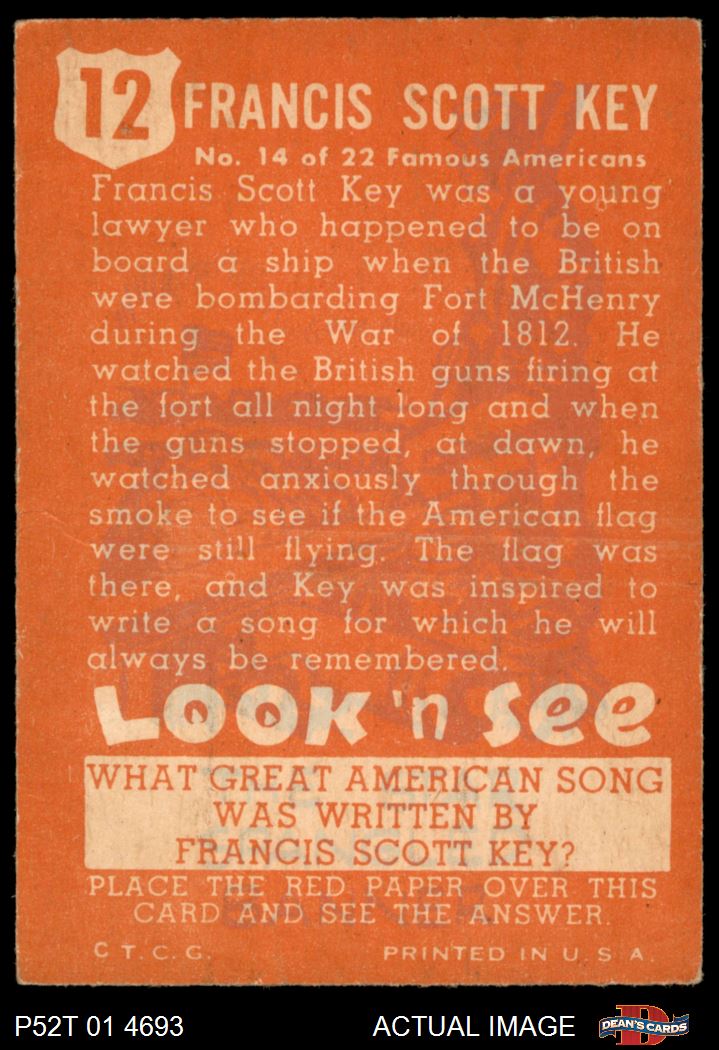 12
FRANCIS SCOTT KEY
No. 14 of 22 Famous Americans
Francis Scott Key was a young
lawyer who happened to be on
board a ship when the British
were bombarding Fort McHenry
during the War of 1812. He
watched the British guns firing at
the fort all night long and when
the guns stopped, at dawn, he
watched anxiously through the
smoke to see if the American flag
were still flying. The flag was
there, and Key was inspired to
write a song for which he will
always be remembered.
LOOK 'n SEE
WHAT GREAT AMERICAN SONG
WAS WRITTEN BY
FRANCIS SCOTT KEY?
PLACE THE RED PAPER OVER THIS
CARD AND SEE THE ANSWER.
© T. C. G. PRINTED IN U. S. A.
P52T 01 4693 ACTUAL IMAGE D DEAN'S CARDS